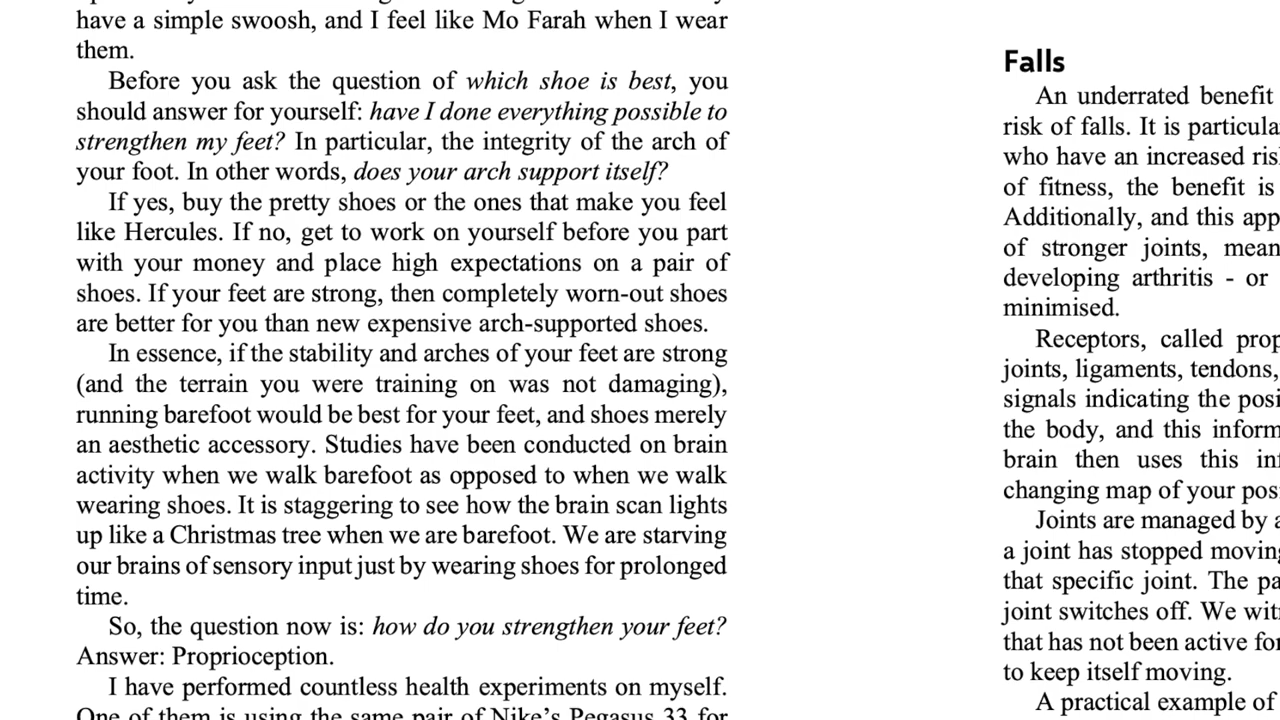 have a simple swoosh, and I feel like Mo Farah when I wear
them.
Before you ask the question of which shoe is best, you
should answer for yourself: have I done everything possible to
strengthen my feet? In particular, the integrity of the arch of
your foot. In other words, does your arch support itself?
If yes, buy the pretty shoes or the ones that make you feel
like Hercules. If no, get to work on yourself before you part
with your money and place high expectations on a pair of
shoes. If your feet are strong, then completely worn-out shoes
are better for you than new expensive arch-supported shoes.
In essence, if the stability and arches of your feet are strong
(and the terrain you were training on was not damaging),
running barefoot would be best for your feet, and shoes merely
an aesthetic accessory. Studies have been conducted on brain
activity when we walk barefoot as opposed to when we walk
wearing shoes. It is staggering to see how the brain scan lights
up like a Christmas tree when we are barefoot. We are starving
our brains of sensory input just by wearing shoes for prolonged
time.
So, the question now is: how do you strengthen your feet?
Answer: Proprioception.
I have performed countless health experiments on myself.
One of them is using the same pair of Nike's Pegasus 33 for
Falls
An underrated benefit
risk of falls. It is
who have an increased
of fitness, the benefit is
Additionally, and this
of stronger joints,
developing arthritis - or
minimised.
Receptors, called
joints, ligaments, tendons,
signals indicating the
the body, and this
brain then uses this
changing map of your
Joints are managed by
a joint has stopped
that specific joint. The
joint switches off. We
that has not been active
to keep itself moving.
A practical example of